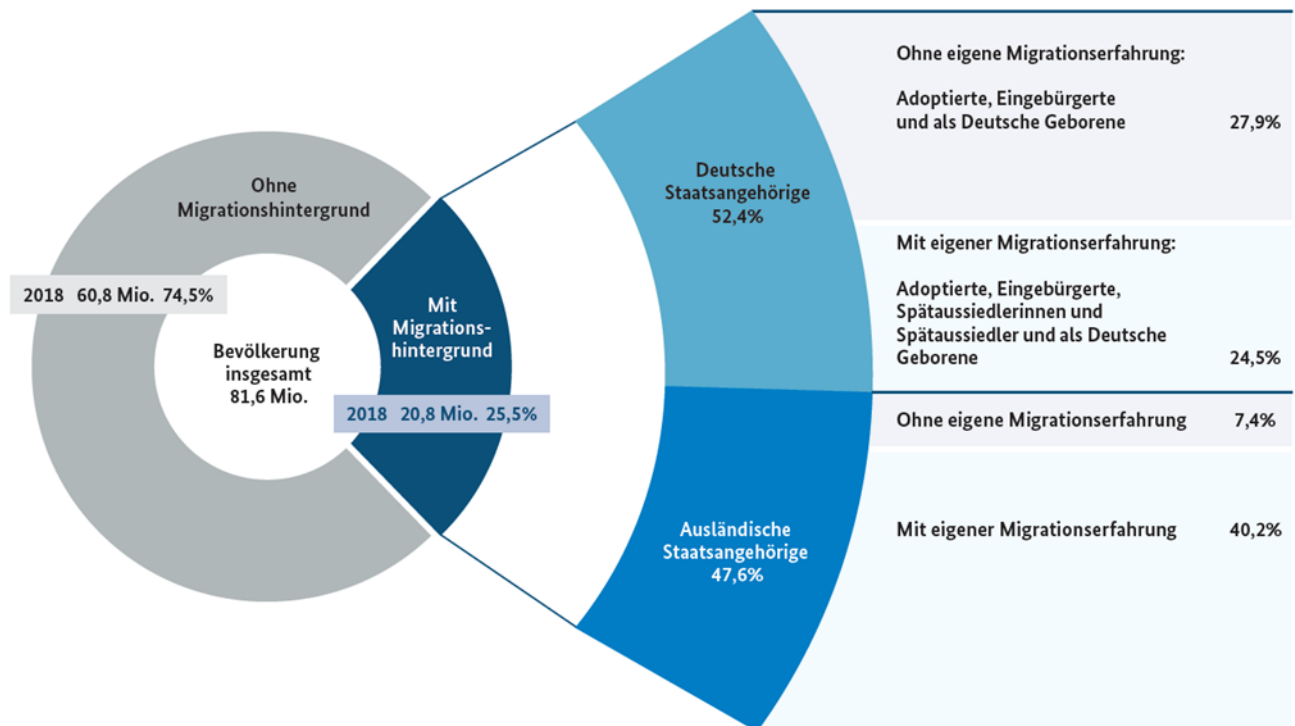 Ohne
Migrationshintergrund
2018 60,8 Mio. 74,5%
Bevölkerung
insgesamt
81,6 Mio.
Mit
Migrations-
hintergrund
2018 20,8 Mio. 25,5%
Deutsche
Staatsangehörige
52,4%
Ausländische
Staatsangehörige
47,6%
Ohne eigene Migrationserfahrung:
Adoptierte, Eingebürgerte
und als Deutsche Geborene 27,9%
Mit eigener Migrationserfahrung:
Adoptierte, Eingebürgerte,
Spätaussiedlerinnen und
Spätaussiedler und als Deutsche
Geborene 24,5%
Ohne eigene Migrationserfahrung 7,4%
Mit eigener Migrationserfahrung 40,2%